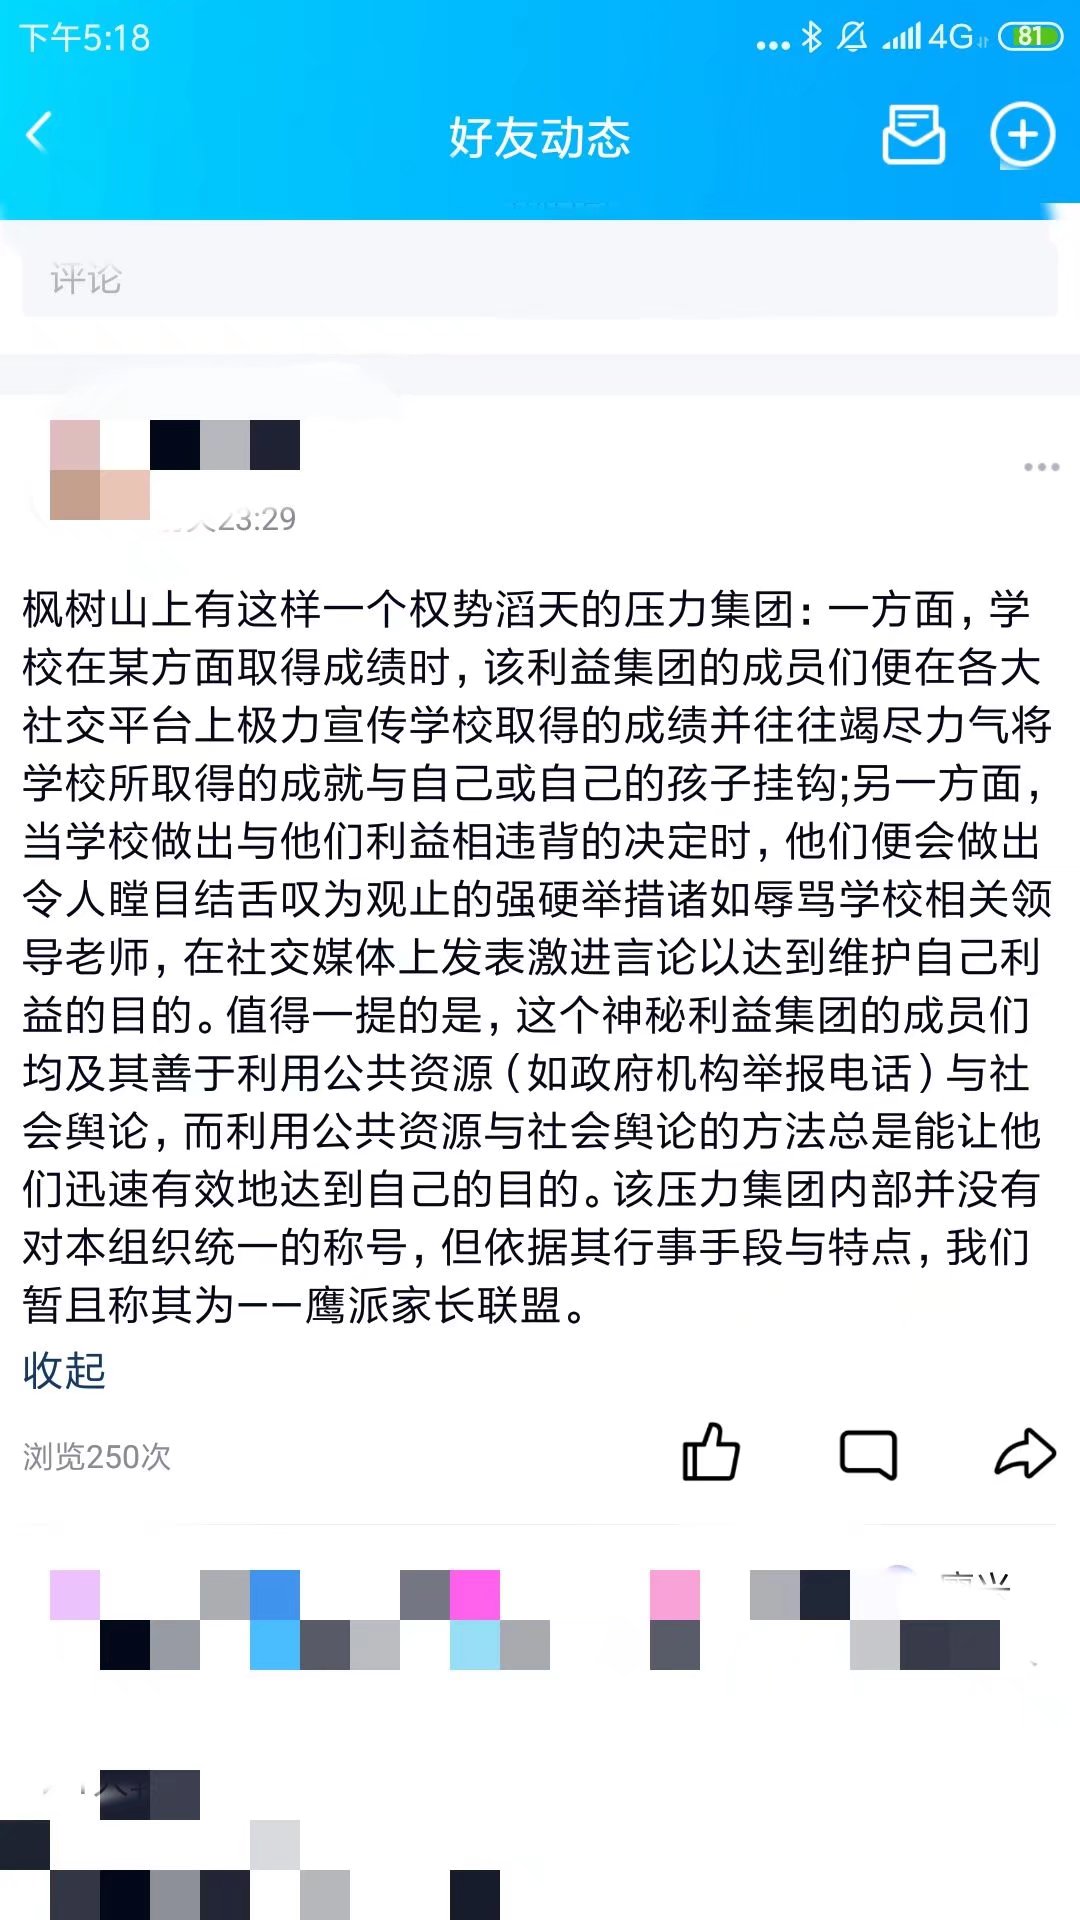 下午5:18
4G
81
好友动态
评论
23:29
枫树山上有这样一个权势滔天的压力集团：一方面，学
校在某方面取得成绩时，该利益集团的成员们便在各大
社交平台上极力宣传学校取得的成绩并往往竭尽力气将
学校所取得的成就与自己或自己的孩子挂钩;另一方面，
当学校做出与他们利益相违背的决定时，他们便会做出
令人瞠目结舌叹为观止的强硬举措诸如辱骂学校相关领
导老师，在社交媒体上发表激进言论以达到维护自己利
益的目的。值得一提的是，这个神秘利益集团的成员们
均及其善于利用公共资源（如政府机构举报电话）与社
会舆论，而利用公共资源与社会舆论的方法总是能让他
们迅速有效地达到自己的目的。该压力集团内部并没有
对本组织统一的称号，但依据其行事手段与特点，我们
暂且称其为——鹰派家长联盟。
收起
浏览250次